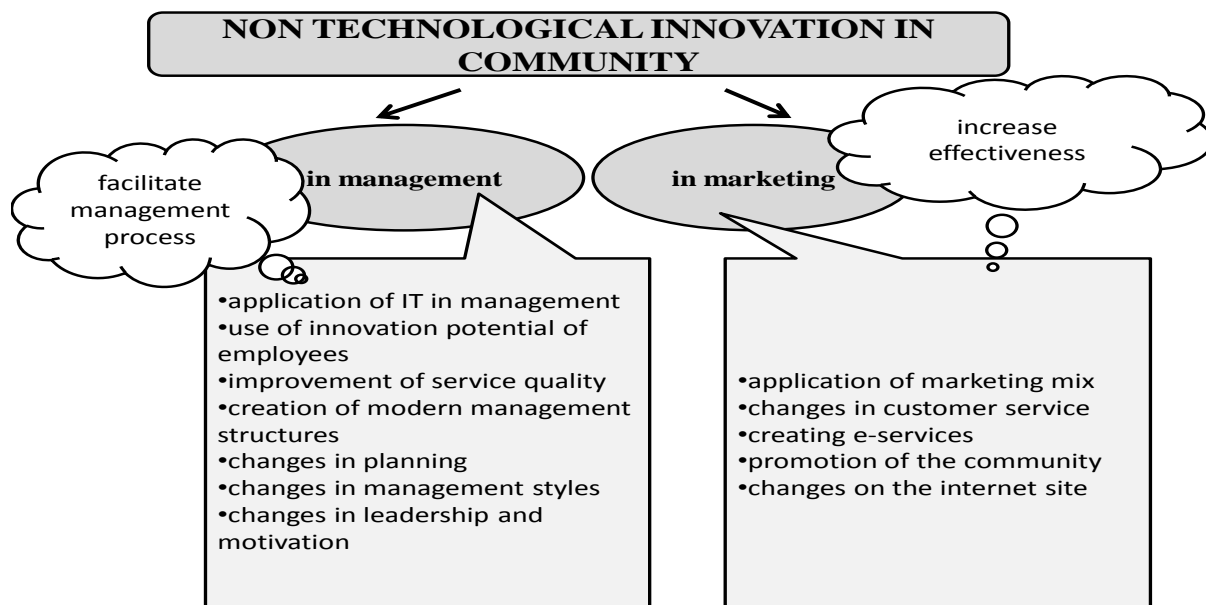 NON TECHNOLOGICAL INNOVATION IN
COMMUNITY
increase
effectiveness
facilitate
management
process
in management
in marketing
•application of IT in management
•use of innovation potential of
employees
•improvement of service quality
•creation of modern management
structures
•changes in planning
•changes in management styles
•changes in leadership and
motivation
•application of marketing mix
•changes in customer service
•creating e-services
•promotion of the community
•changes on the internet site